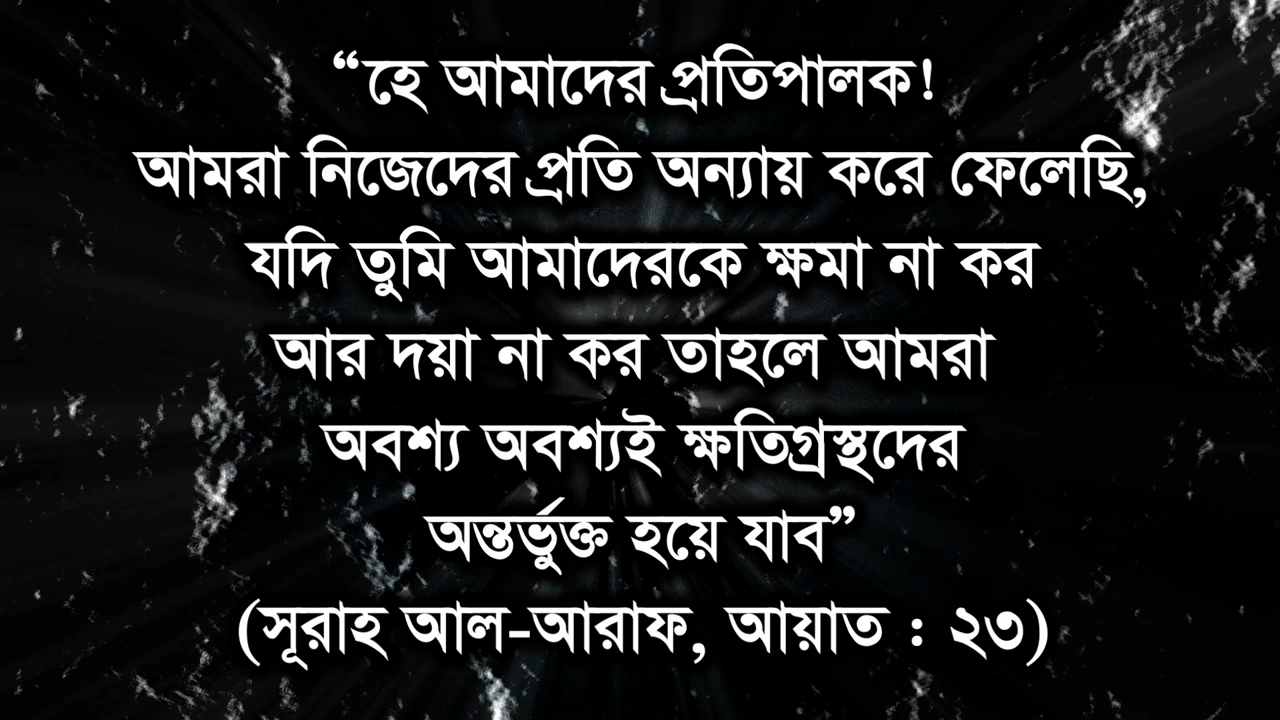 “হে আমাদের প্রতিপালক!
আমরা নিজেদের প্রতি অন্যায় করে ফেলেছি,
যদি তুমি আমাদেরকে ক্ষমা না কর
আর দয়া না কর তাহলে আমরা
অবশ্য অবশ্যই ক্ষতিগ্রস্থদের
অন্তর্ভুক্ত হয়ে যাব”
(সূরাহ আল-আরাফ, আয়াত : ২৩)